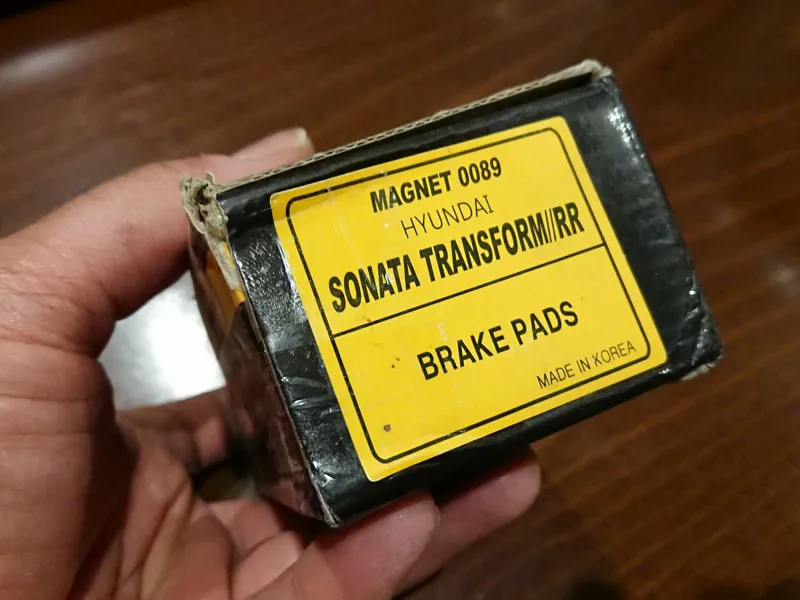 MAGNET 0089
HYUNDAI
SONATA TRANSFORM//RR
BRAKE PADS
MADE IN KOREA